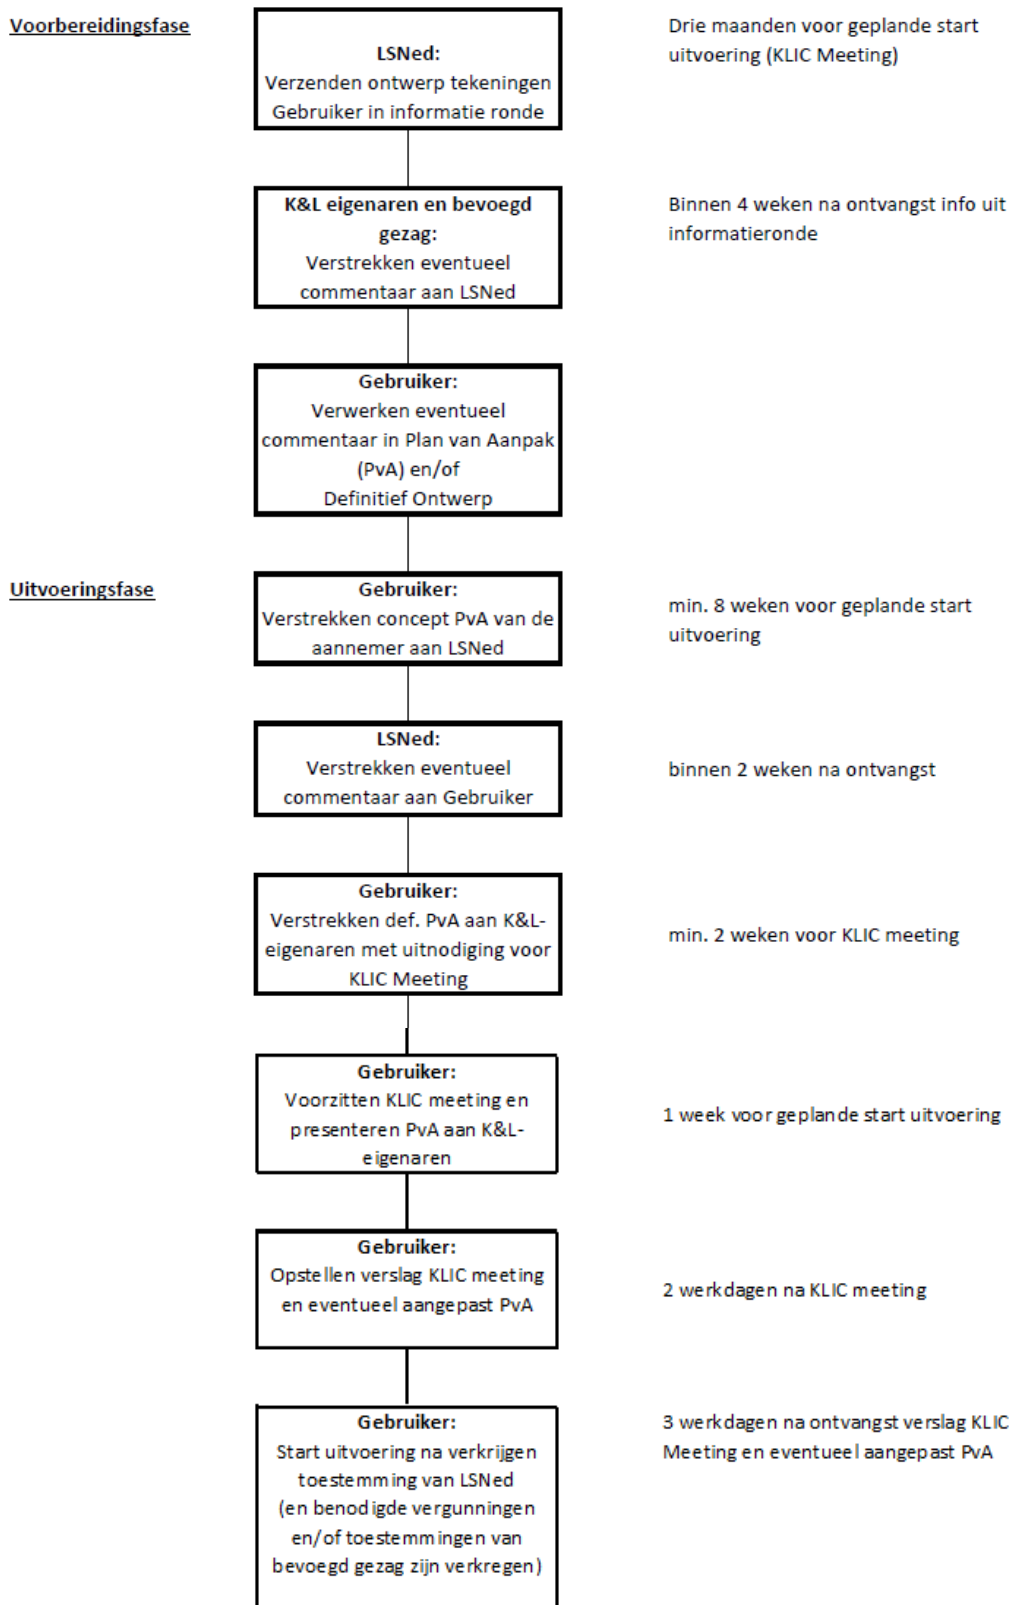 Voorbereidingsfase
LSNed:
Verzenden ontwerp tekeningen
Gebruiker in informatie ronde
Drie maanden voor geplande start
uitvoering (KLIC Meeting)
K&L eigenaren en bevoegd
gezag:
Verstrekken eventueel
commentaar aan LSNed
Binnen 4 weken na ontvangst info uit
informatieronde
Gebruiker:
Verwerken eventueel
commentaar in Plan van Aanpak
(PvA) en/of
Definitief Ontwerp
Uitvoeringsfase
Gebruiker:
Verstrekken concept PvA van de
aannemer aan LSNed
min. 8 weken voor geplande start
uitvoering
LSNed:
Verstrekken eventueel
commentaar aan Gebruiker
binnen 2 weken na ontvangst
Gebruiker:
Verstrekken def. PvA aan K&L-
eigenaren met uitnodiging voor
KLIC Meeting
min. 2 weken voor KLIC meeting
Gebruiker:
Voorzitten KLIC meeting en
presenteren PvA aan K&L-
eigenaren
1 week voor geplande start uitvoering
Gebruiker:
Opstellen verslag KLIC meeting
en eventueel aangepast PvA
2 werkdagen na KLIC meeting
Gebruiker:
Start uitvoering na verkrijgen
toestemming van LSNed
(en benodigde vergunningen
en/of toestemmingen van
bevoegd gezag zijn verkregen)
3 werkdagen na ontvangst verslag KLIC
Meeting en eventueel aangepast PvA